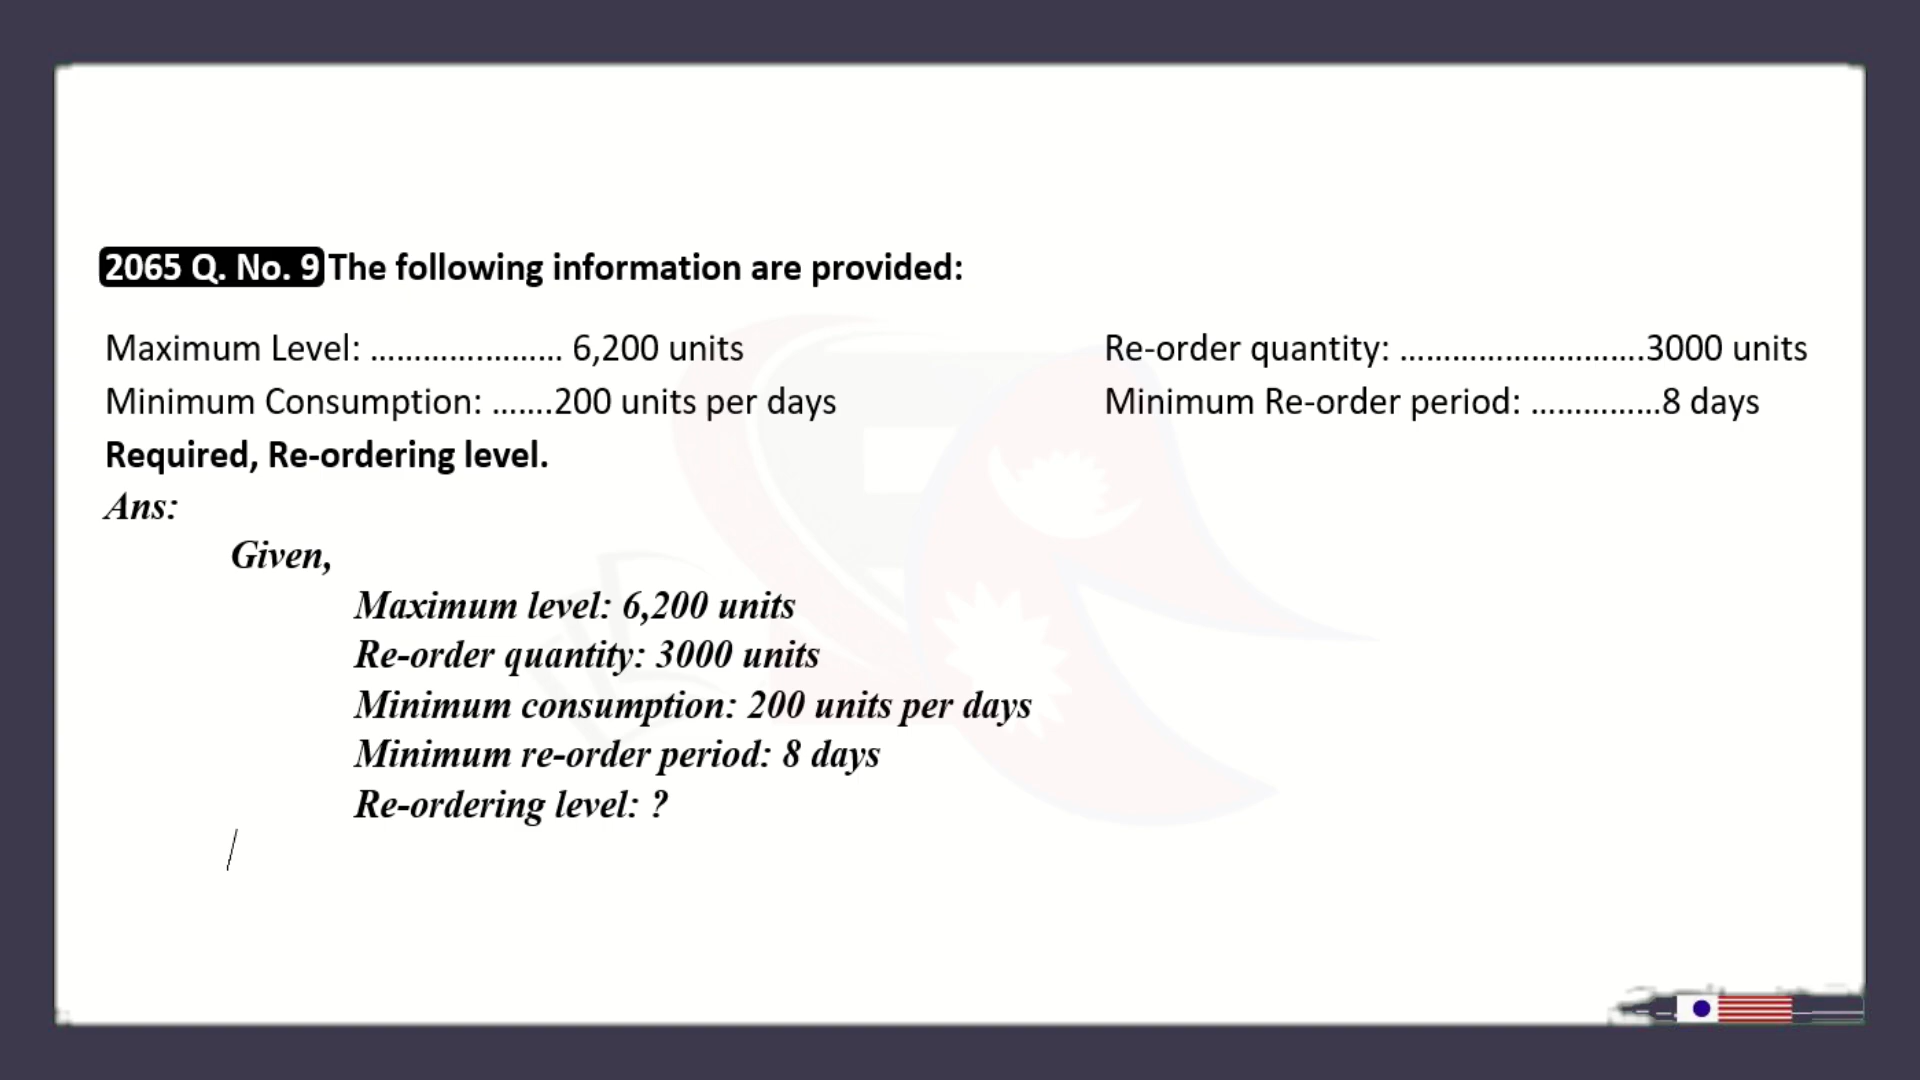 2065 Q. No. 9 The following information are provided:
Maximum Level: ...................... 6,200 units Re-order quantity: ............................3000 units
Minimum Consumption: .......200 units per days Minimum Re-order period: ...............8 days
Required, Re-ordering level.
Ans:
Given,
Maximum level: 6,200 units
Re-order quantity: 3000 units
Minimum consumption: 200 units per days
Minimum re-order period: 8 days
Re-ordering level: ?